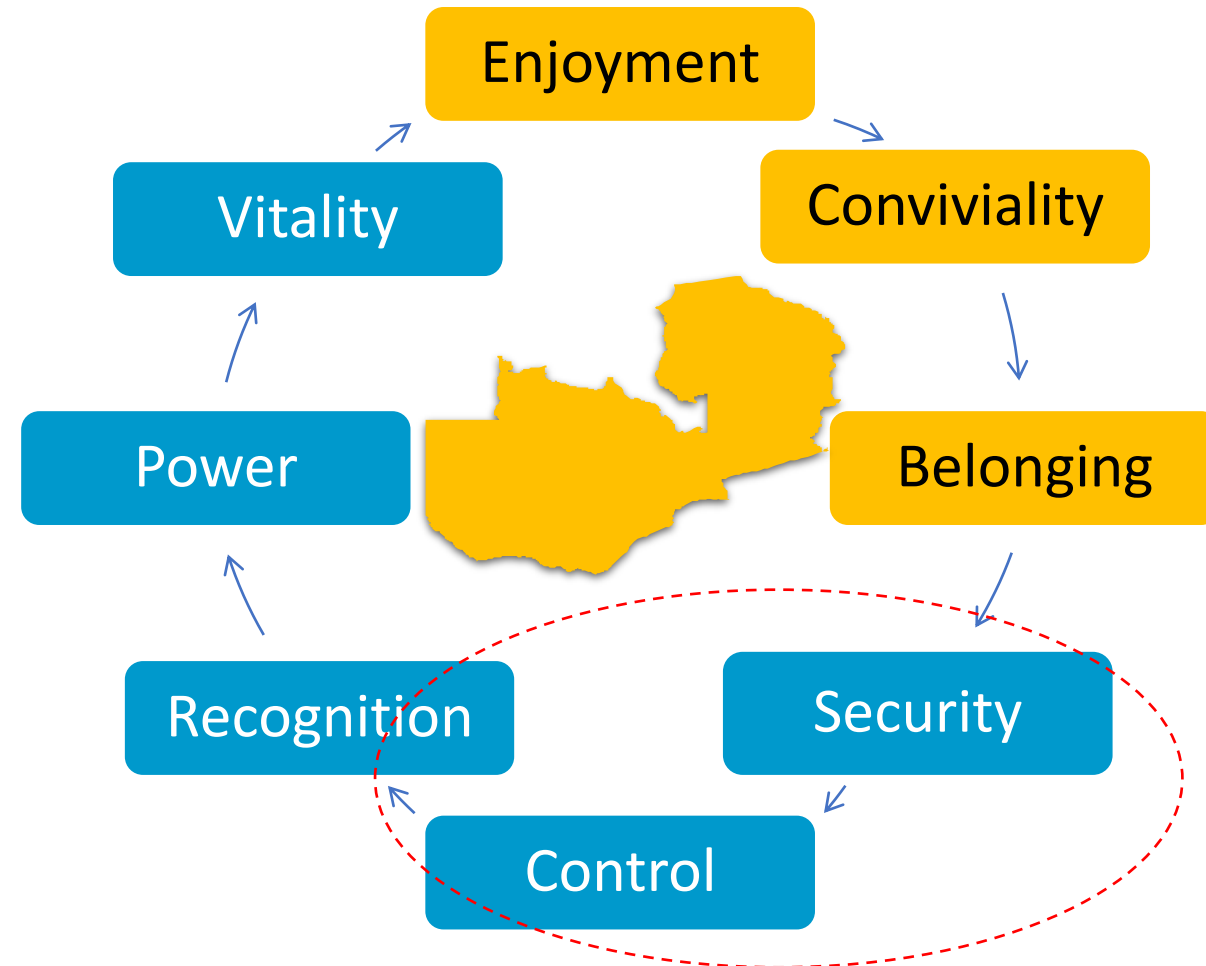 Enjoyment
Conviviality
Belonging
Security
Control
Recognition
Power
Vitality